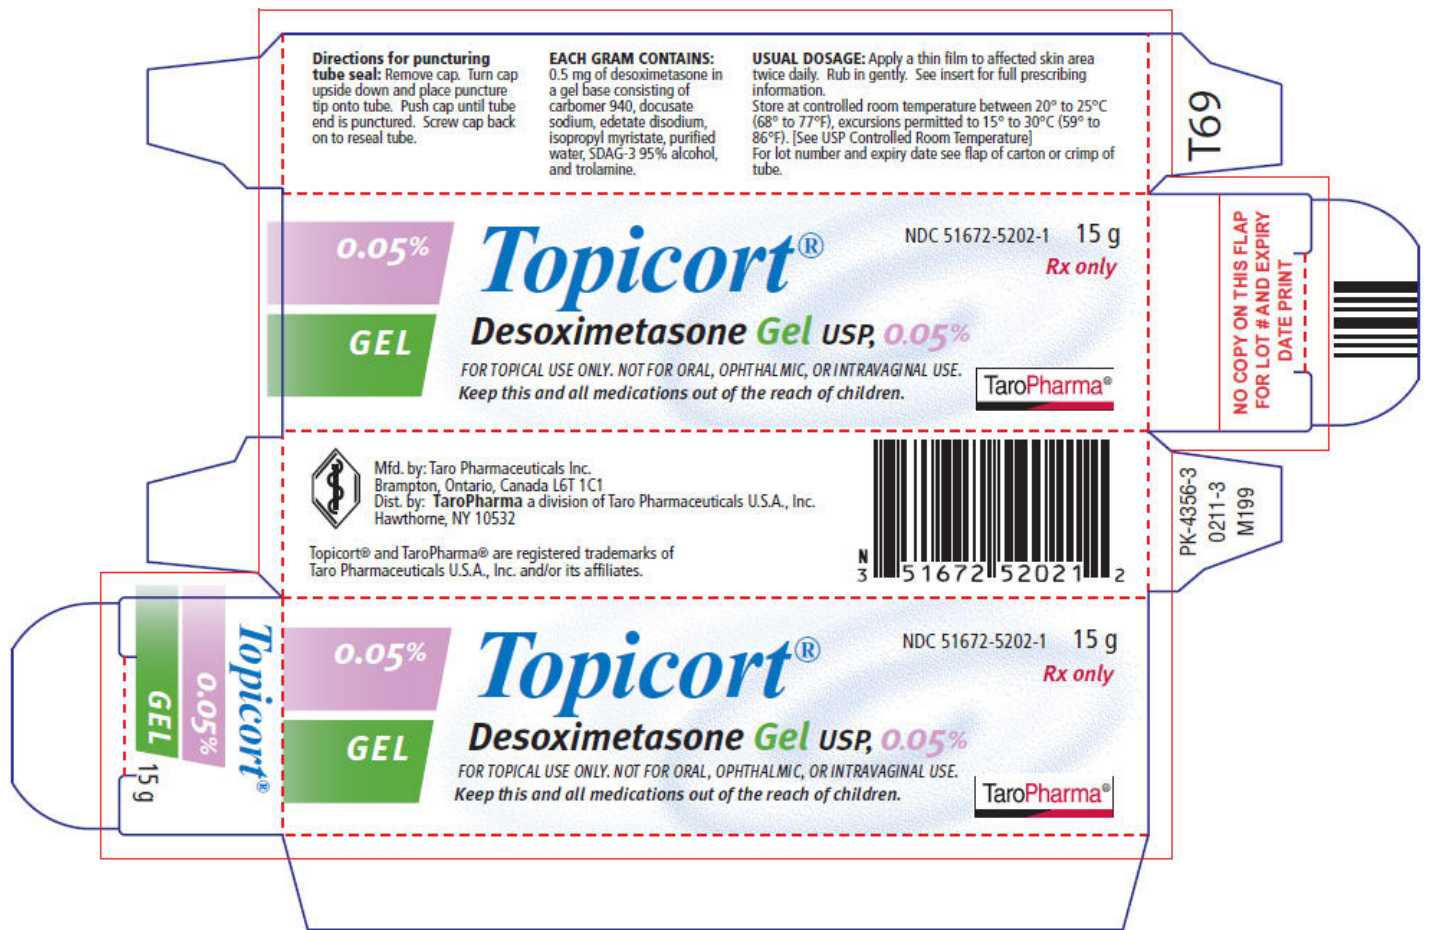 Directions for puncturing
tube seal: Remove cap. Turn cap
upside down and place puncture
tip onto tube. Push cap until tube
end is punctured. Screw cap back
on to reseal tube.
EACH GRAM CONTAINS:
0.5 mg of desoximetasone in
a gel base consisting of
carbomer 940, docusate
sodium, edetate disodium,
isopropyl myristate, purified
water, SDAG-3 95% alcohol,
and trolamine.
USUAL DOSAGE: Apply a thin film to affected skin area
twice daily. Rub in gently. See insert for full prescribing
information.
Store at controlled room temperature between 20° to 25°C
(68° to 77°F), excursions permitted to 15° to 30°C (59° to
86°F). [See USP Controlled Room Temperature]
For lot number and expiry date see flap of carton or crimp of
tube.
T69
0.05%
GEL
Topicort®
NDC 51672-5202-1 15 g
Rx only
Desoximetasone Gel USP, 0.05%
FOR TOPICAL USE ONLY. NOT FOR ORAL, OPHTHALMIC, OR INTRAVAGINAL USE.
Keep this and all medications out of the reach of children.
TaroPharma®
NO COPY ON THIS FLAP
FOR LOT # AND EXPIRY
DATE PRINT
Mfd. by: Taro Pharmaceuticals Inc.
Brampton, Ontario, Canada L6T 1C1
Dist. by: TaroPharma a division of Taro Pharmaceuticals U.S.A., Inc.
Hawthorne, NY 10532
Topicort® and TaroPharma® are registered trademarks of
Taro Pharmaceuticals U.S.A., Inc. and/or its affiliates.
N
3 51672 52021 2
PK-4356-3
0211-3
M199
Topicort®
0.05%
GEL
15 g
0.05%
GEL
Topicort®
NDC 51672-5202-1 15 g
Rx only
Desoximetasone Gel USP, 0.05%
FOR TOPICAL USE ONLY. NOT FOR ORAL, OPHTHALMIC, OR INTRAVAGINAL USE.
Keep this and all medications out of the reach of children.
TaroPharma®